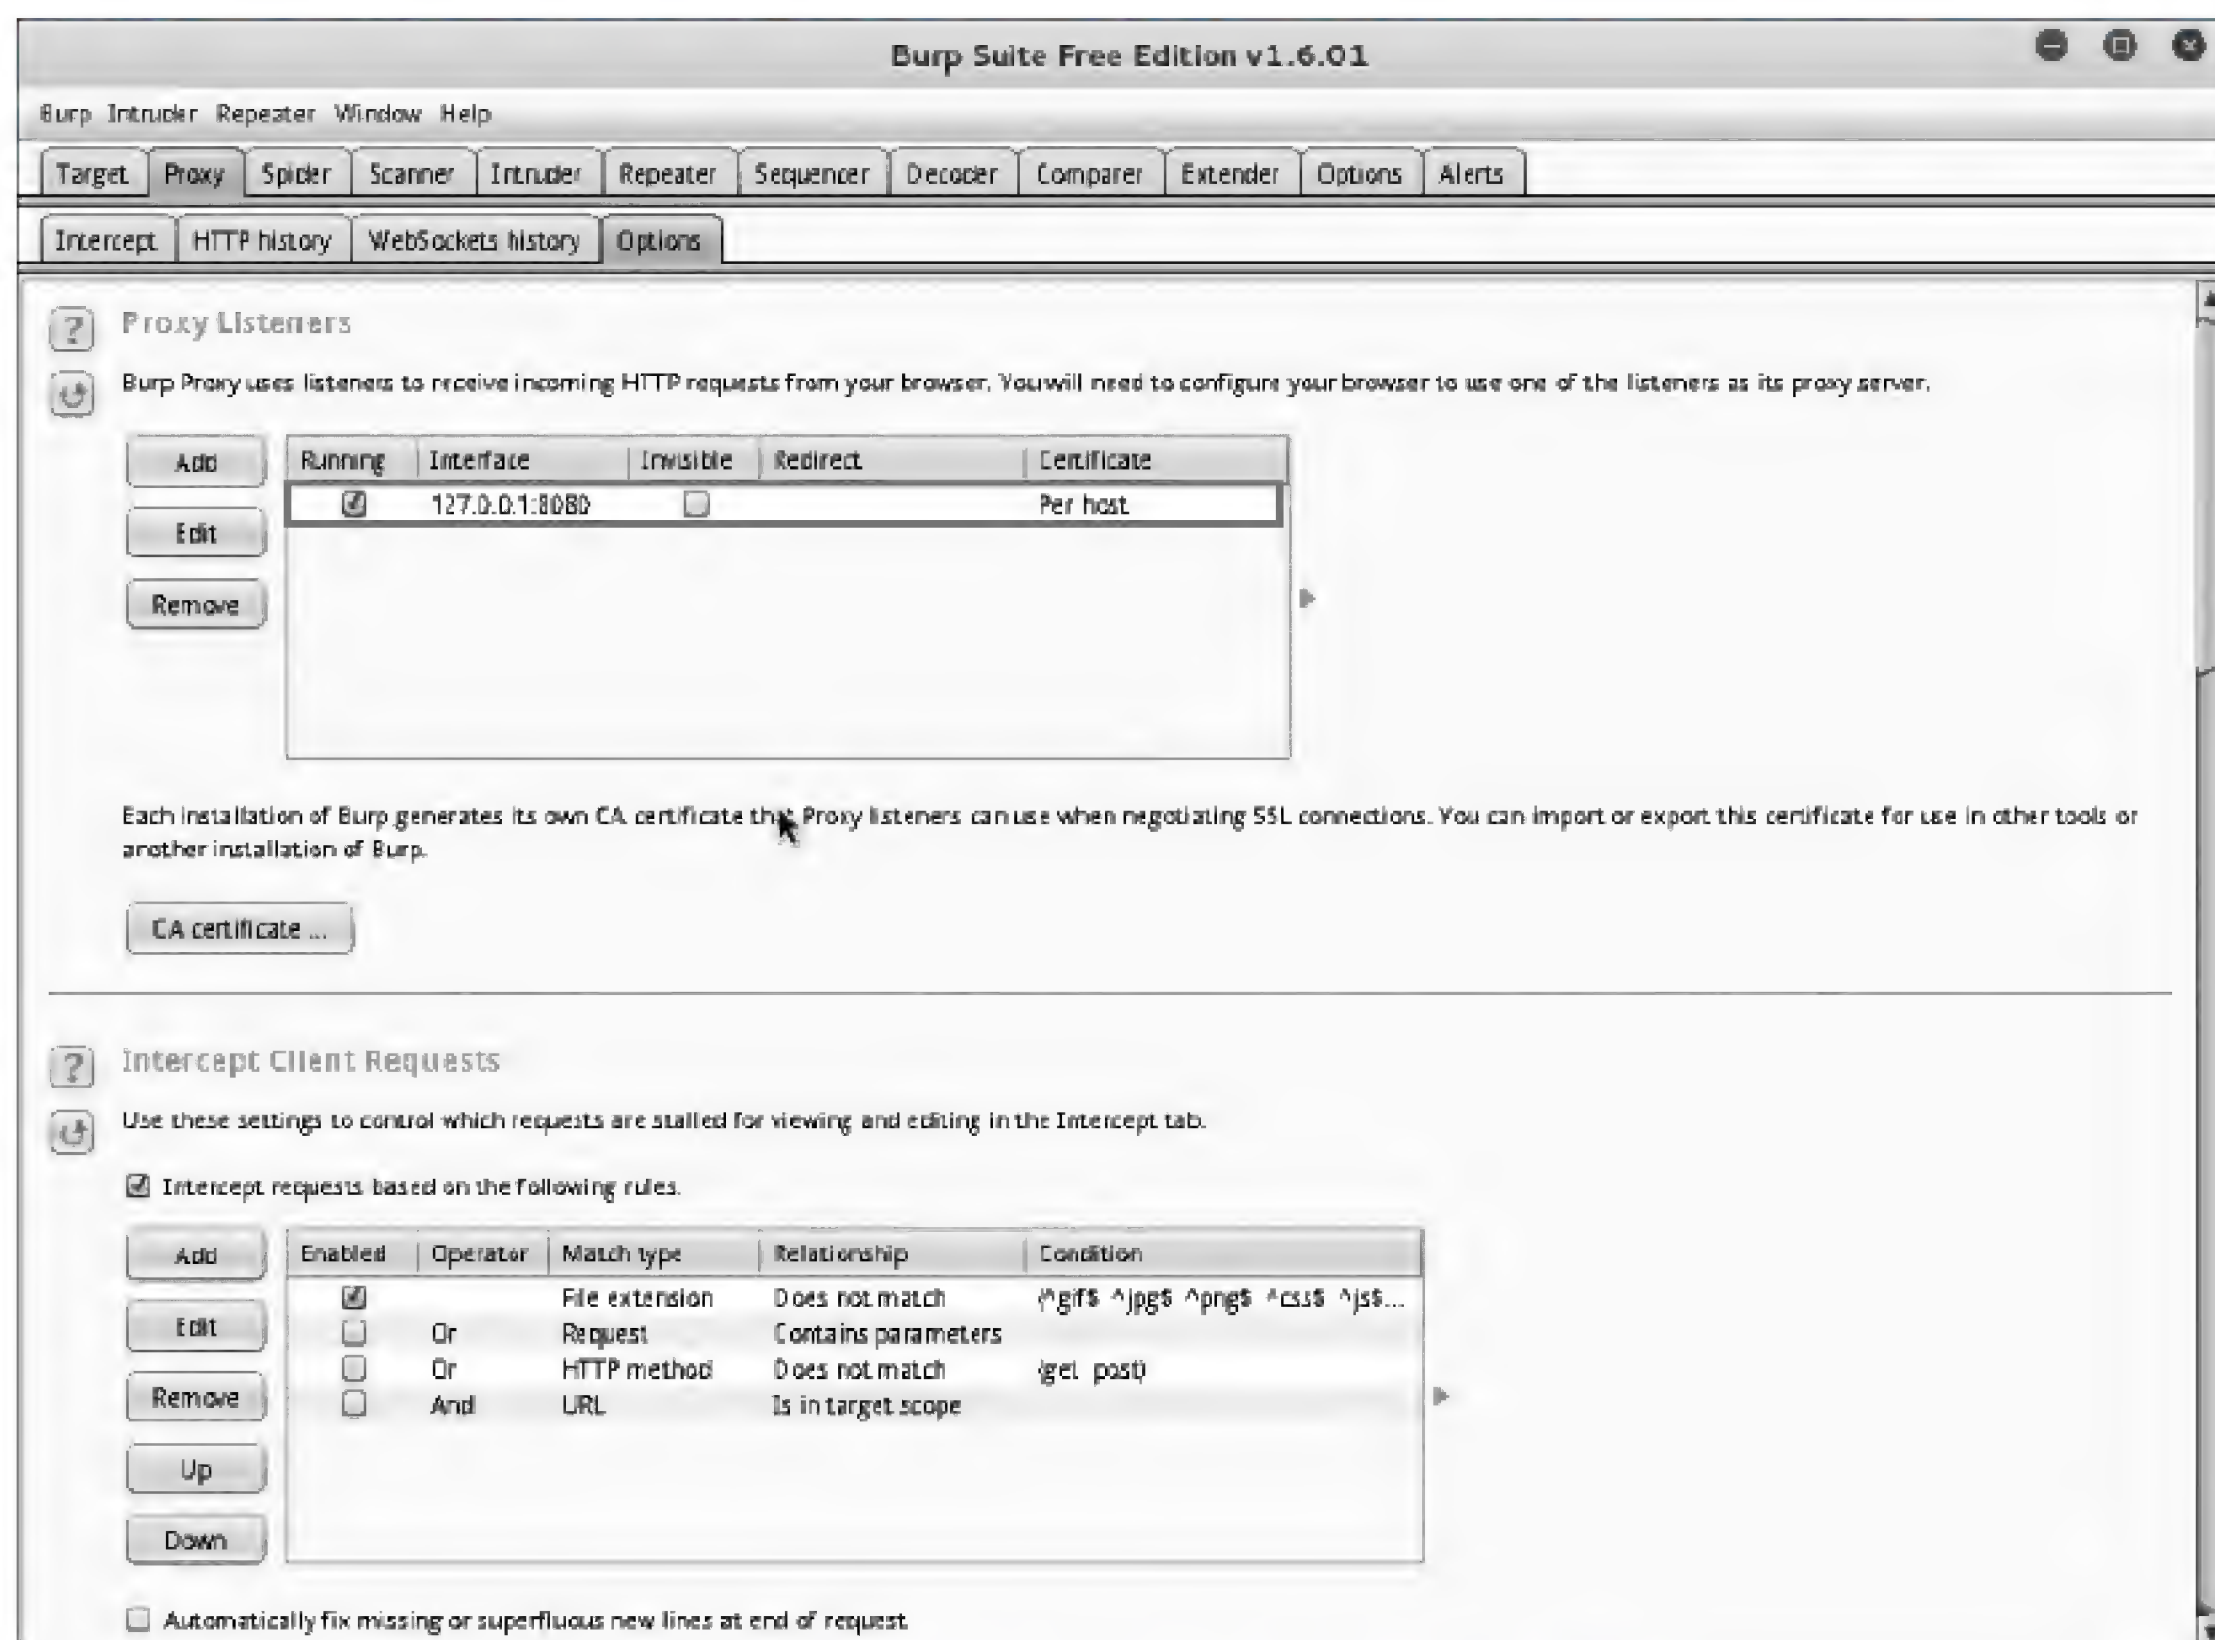 Burp Suite Free Edition v1.6.01
Burp Intruder Repeater Window Help
Target Proxy Spider Scanner Intruder Repeater Sequencer Decoder Comparer Extender Options Alerts
Intercept HTTP history WebSockets history Options
? Proxy Listeners
Burp Proxy uses listeners to receive incoming HTTP requests from your browser. You will need to configure your browser to use one of the listeners as its proxy server.
Add Running Interface Invisible Redirect Certificate
127.0.0.1:8080 Per host
Edit
Remove
Each installation of Burp generates its own CA certificate that Proxy listeners can use when negotiating SSL connections. You can import or export this certificate for use in other tools or
another installation of Burp.
CA certificate ...
? Intercept Client Requests
Use these settings to control which requests are stalled for viewing and editing in the Intercept tab.
Intercept requests based on the following rules.
Add Enabled Operator Match type Relationship Condition
File extension Does not match (^gif$ ^jpg$ ^png$ ^css$ ^js$...
Edit Or Request Contains parameters
Or HTTP method Does not match (get post)
Remove And URL Is in target scope
Up
Down
Automatically fix missing or superfluous new lines at end of request